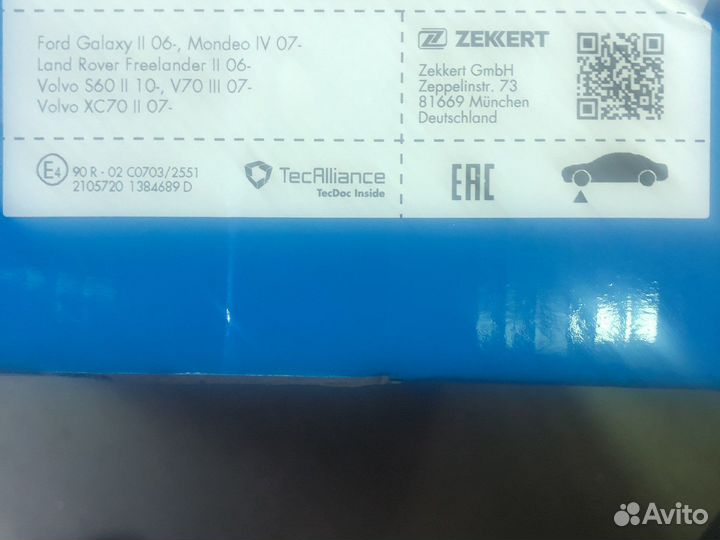 Ford Galaxy II 06-, Mondeo IV 07-
Land Rover Freelander II 06-
Volvo S60 II 10-, V70 III 07-
Volvo XC70 II 07-
ZEKKERT
Zekkert GmbH
Zeppelinstr. 73
81669 München
Deutschland
E4 90 R - 02 C0703/2551
2105720 1384689 D
TecAlliance
TecDoc Inside
EAC
Avito